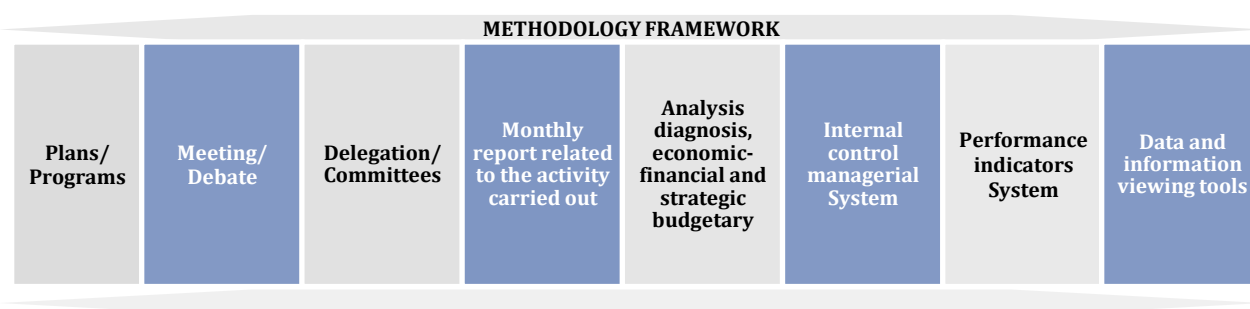 METHODOLOGY FRAMEWORK
Plans/
Programs
Meeting/
Debate
Delegation/
Committees
Monthly
report related
to the activity
carried out
Analysis
diagnosis,
economic-
financial and
strategic
budgetary
Internal
control
managerial
System
Performance
indicators
System
Data and
information
viewing tools